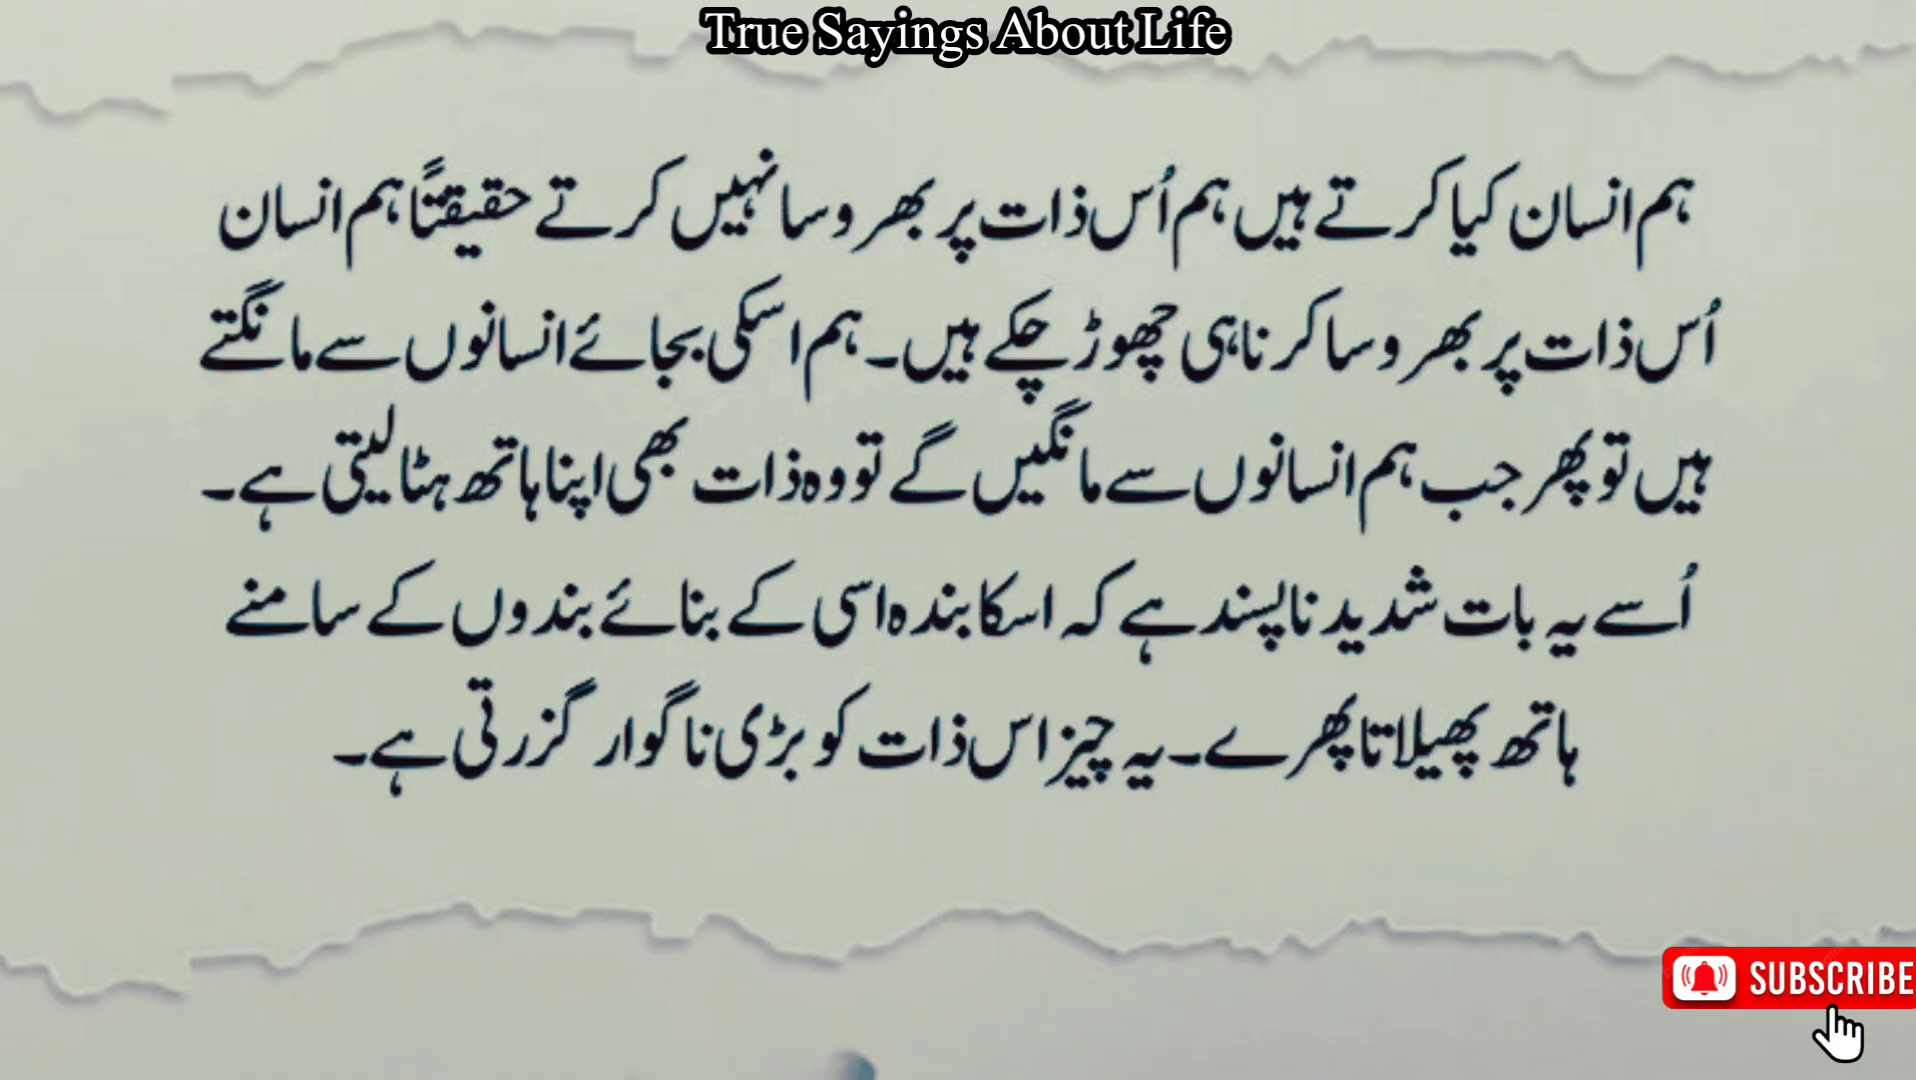 True Sayings About Life
ہم انسان کیا کرتے ہیں ہم اُس ذات پر بھروسا نہیں کرتے حقیقتاً ہم انسان
اُس ذات پر بھروسا کرنا ہی چھوڑ چکے ہیں۔ ہم اسکی بجائے انسانوں سے مانگتے
ہیں تو پھر جب ہم انسانوں سے مانگیں گے تو وہ ذات بھی اپنا ہاتھ ہٹا لیتی ہے۔
اُسے یہ بات شدید ناپسند ہے کہ اسکا بندہ اسی کے بنائے بندوں کے سامنے
ہاتھ پھیلاتا پھرے۔ یہ چیز اس ذات کو بڑی ناگوار گزرتی ہے۔
SUBSCRIBE